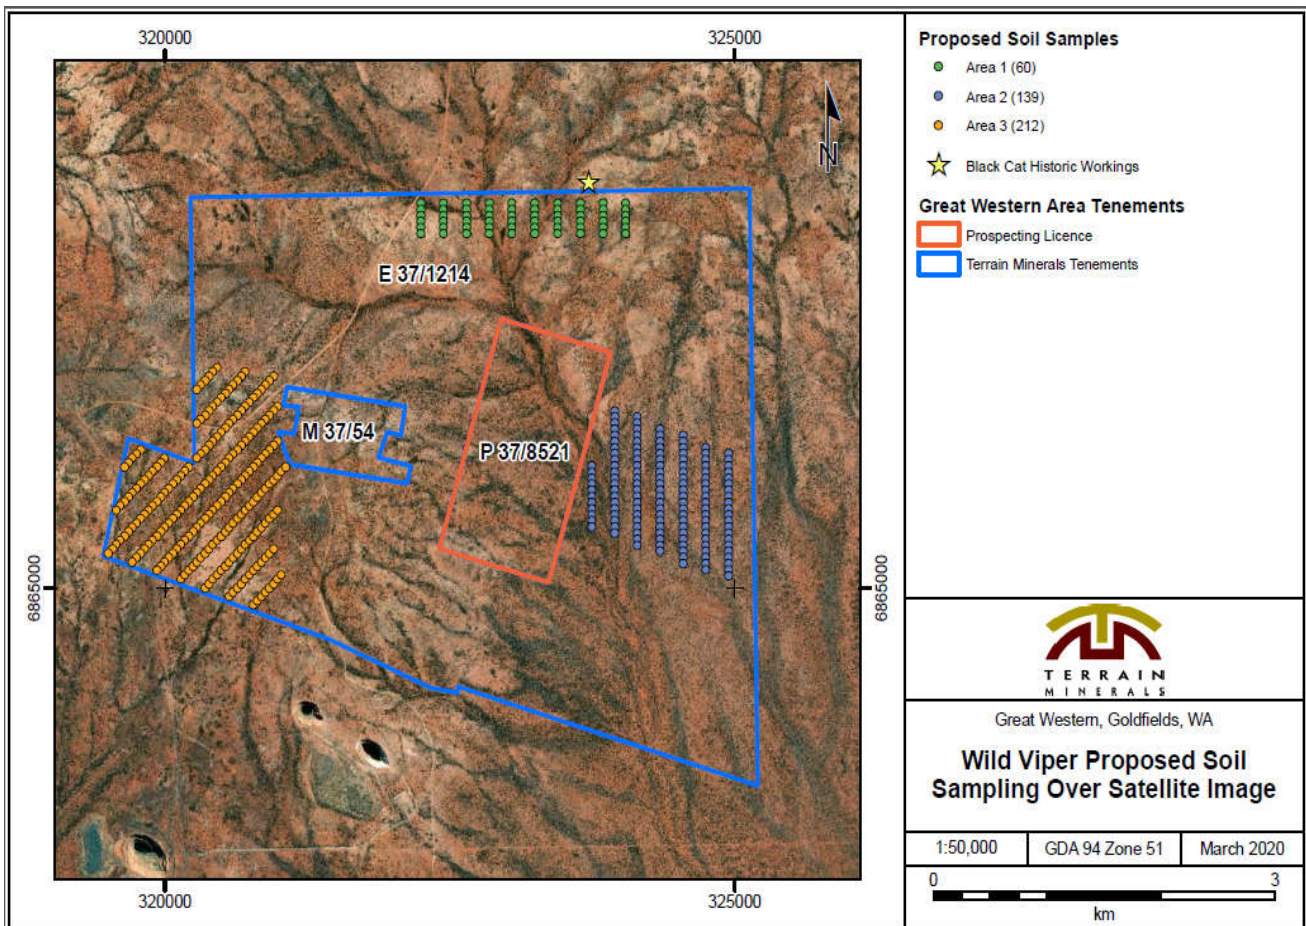 320000
325000
N
E 37/1214
M 37/54
P 37/8521
6865000
6865000
320000
325000
Proposed Soil Samples
Area 1 (60)
Area 2 (139)
Area 3 (212)
Black Cat Historic Workings
Great Western Area Tenements
Prospecting Licence
Terrain Minerals Tenements
TERRAIN
MINERALS
Great Western, Goldfields, WA
Wild Viper Proposed Soil
Sampling Over Satellite Image
1:50,000
GDA 94 Zone 51
March 2020
0
3
km